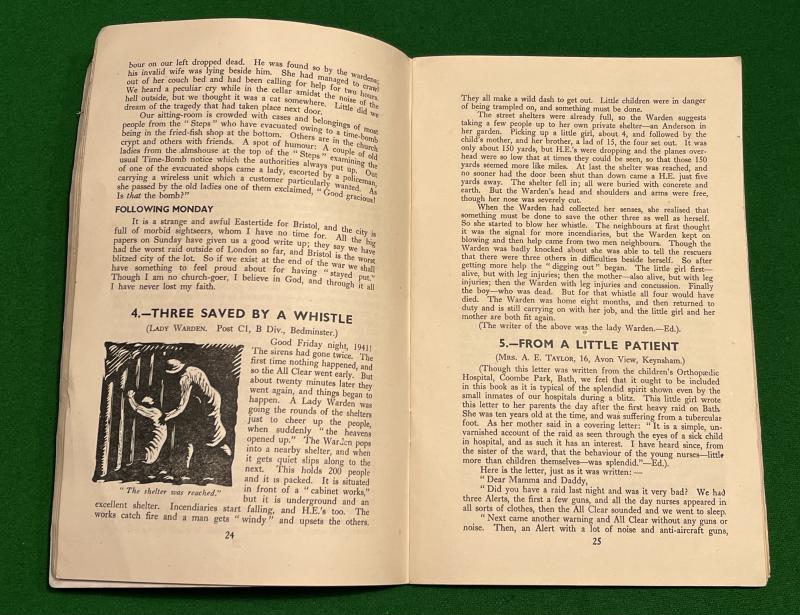 bour on our left dropped dead. He was found so by the wardens;
his invalid wife was lying beside him. She had managed to crawl
out of her couch bed and had been calling for help for two hours.
We heard a peculiar cry while in the cellar amidst the noise of the
hell outside, but we thought it was a cat somewhere. Little did we
dream of the tragedy that had taken place next door.
Our sitting-room is crowded with cases and belongings of most
people from the "Steps" who have evacuated owing to a time-bomb
being in the fried-fish shop at the bottom. Others are in the church
crypt and others with friends. A spot of humour: A couple of old
ladies from the almshouse at the top of the "Steps" examining the
usual Time-Bomb notice which the authorities always put up. Out
of one of the evacuated shops came a lady, escorted by a policeman,
carrying a wireless unit which a customer particularly wanted. As
she passed by the old ladies one of them exclaimed, "Good gracious!
Is that the bomb?"
FOLLOWING MONDAY
It is a strange and awful Eastertide for Bristol, and the city is
full of morbid sightseers, whom I have no time for. All the big
papers on Sunday have given us a good write up; they say we have
had the worst raid outside of London so far, and Bristol is the worst
blitzed city of the lot. So if we exist at the end of the war we shall
have something to feel proud about for having "stayed put."
Though I am no church-goer, I believe in God, and through it all
I have never lost my faith.
4.—THREE SAVED BY A WHISTLE
(LADY WARDEN. Post C1, B Div., Bedminster.)
Good Friday night, 1941!
The sirens had gone twice. The
first time nothing happened, and
so the All Clear went early. But
about twenty minutes later they
went again, and things began to
happen. A Lady Warden was
going the rounds of the shelters
just to cheer up the people,
when suddenly "the heavens
opened up." The Warden pops
into a nearby shelter, and when
it gets quiet slips along to the
next. This holds 200 people
and it is packed. It is situated
in front of a "cabinet works,"
but it is underground and an
"The shelter was reached."
excellent shelter. Incendiaries start falling, and H.E.'s too. The
works catch fire and a man gets "windy" and upsets the others.
24
They all make a wild dash to get out. Little children were in danger
of being trampled on, and something must be done.
The street shelters were already full, so the Warden suggests
taking a few people up to her own private shelter—an Anderson in
her garden. Picking up a little girl, about 4, and followed by the
child's mother, and her brother, a lad of 15, the four set out. It was
only about 150 yards, but H.E.'s were dropping and the planes over-
head were so low that at times they could be seen, so that those 150
yards seemed more like miles. At last the shelter was reached, and
no sooner had the door been shut than down came a H.E. just five
yards away. The shelter fell in; all were buried with concrete and
earth. But the Warden's head and shoulders and arms were free,
though her nose was severely cut.
When the Warden had collected her senses, she realised that
something must be done to save the other three as well as herself.
So she started to blow her whistle. The neighbours at first thought
it was the signal for more incendiaries, but the Warden kept on
blowing and then help came from two men neighbours. Though the
Warden was badly knocked about she was able to tell the rescuers
that there were three others in difficulties beside herself. So after
getting more help the "digging out" began. The little girl first—
alive, but with leg injuries; then the mother—also alive, but with leg
injuries; then the Warden with leg injuries and concussion. Finally
the boy—who was dead. But for that whistle all four would have
died. The Warden was home eight months, and then returned to
duty and is still carrying on with her job, and the little girl and her
mother are both fit again.
(The writer of the above was the lady Warden.—Ed.).
5.—FROM A LITTLE PATIENT
(MRS. A. E. TAYLOR, 16, Avon View, Keynsham.)
(Though this letter was written from the children's Orthopædic
Hospital, Coombe Park, Bath, we feel that it ought to be included
in this book as it is typical of the splendid spirit shown even by the
small inmates of our hospitals during a blitz. This little girl wrote
this letter to her parents the day after the first heavy raid on Bath.
She was ten years old at the time, and was suffering from a tubercular
foot. As her mother said in a covering letter: "It is a simple, un-
varnished account of the raid as seen through the eyes of a sick child
in hospital, and as such it has an interest. I have heard since, from
the sister of the ward, that the behaviour of the young nurses—little
more than children themselves—was splendid."—Ed.).
Here is the letter, just as it was written:—
"Dear Mamma and Daddy,
"Did you have a raid last night and was it very bad? We had
three Alerts, the first a few guns, and all the day nurses appeared in
all sorts of clothes, then the All Clear sounded and we went to sleep.
"Next came another warning and All Clear without any guns or
noise. Then, an Alert with a lot of noise and anti-aircraft guns,
25